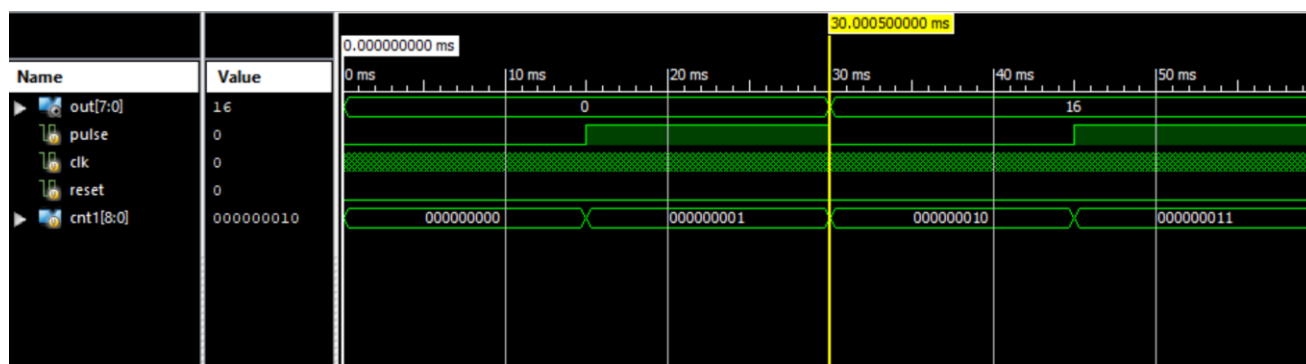 30.000500000 ms
0.000000000 ms
Name Value 0 ms 10 ms 20 ms 30 ms 40 ms 50 ms
out[7:0] 16 0 16
pulse 0
clk 0
reset 0
cnt1[8:0] 000000010 000000000 000000001 000000010 000000011